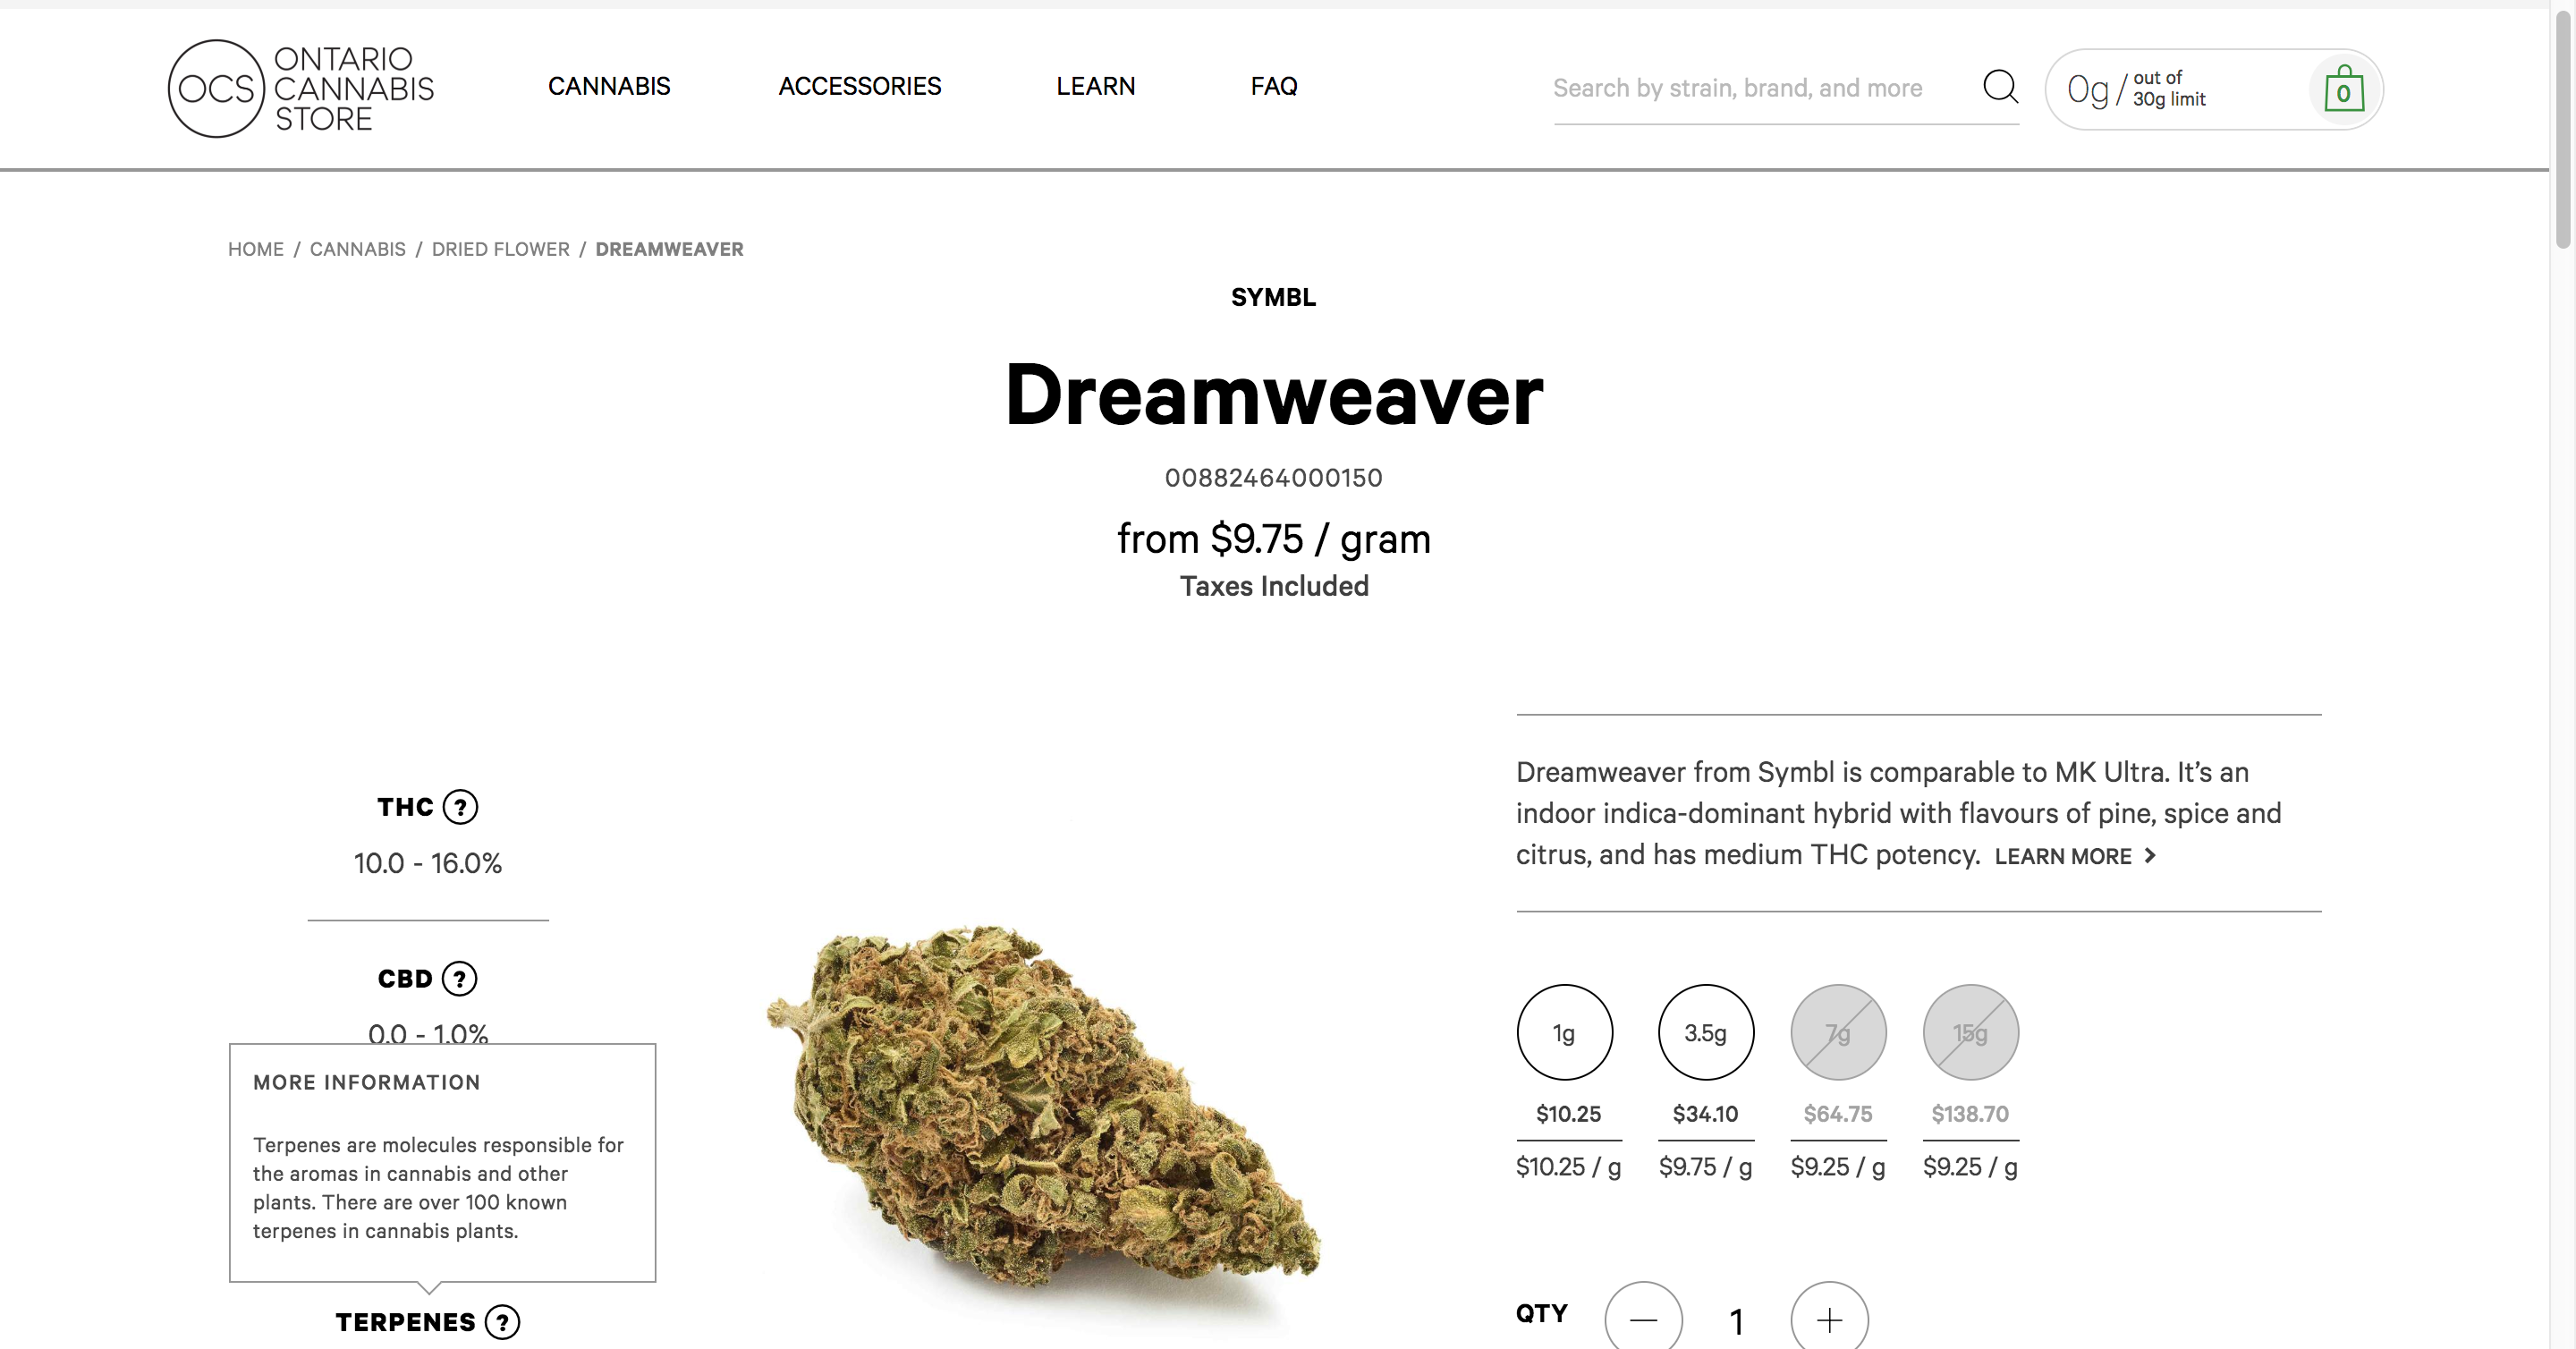 OCS
ONTARIO
CANNABIS
STORE
CANNABIS
ACCESSORIES
LEARN
FAQ
Search by strain, brand, and more
0g / out of
30g limit
0
HOME / CANNABIS / DRIED FLOWER / DREAMWEAVER
SYMBL
Dreamweaver
00882464000150
from $9.75 / gram
Taxes Included
THC ?
10.0 - 16.0%
CBD ?
0.0 - 1.0%
MORE INFORMATION
Terpenes are molecules responsible for
the aromas in cannabis and other
plants. There are over 100 known
terpenes in cannabis plants.
TERPENES ?
Dreamweaver from Symbl is comparable to MK Ultra. It’s an
indoor indica-dominant hybrid with flavours of pine, spice and
citrus, and has medium THC potency. LEARN MORE >
1g 3.5g 7g 15g
$10.25 $34.10 $64.75 $138.70
$10.25 / g $9.75 / g $9.25 / g $9.25 / g
QTY — 1 +